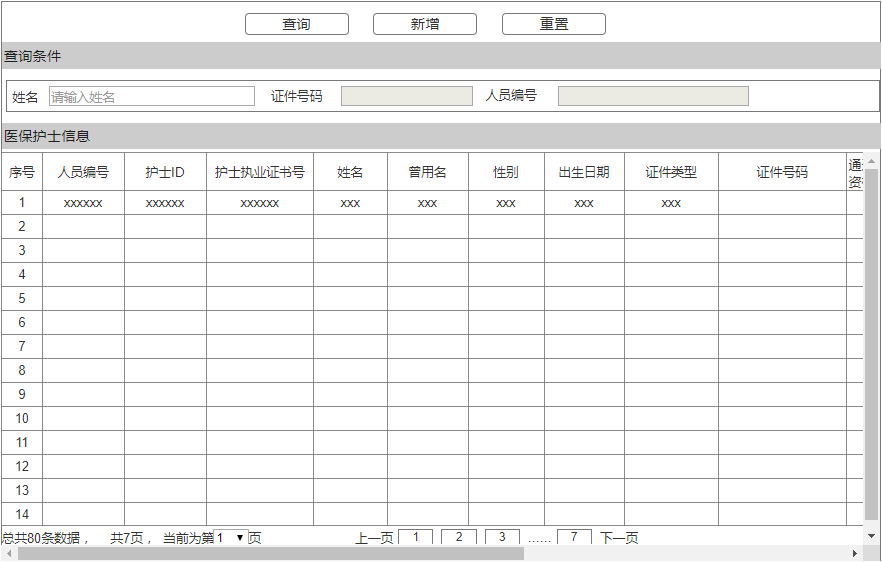 查询 新增 重置
查询条件
姓名 请输入姓名 证件号码 人员编号
医保护士信息
序号 人员编号 护士ID 护士执业证书号 姓名 曾用名 性别 出生日期 证件类型 证件号码
1 xxxxxx xxxxxx xxxxxx xxx xxx xxx xxx xxx
2
3
4
5
6
7
8
9
10
11
12
13
14
总共80条数据， 共7页， 当前为第1页 上一页 1 2 3 …… 7 下一页